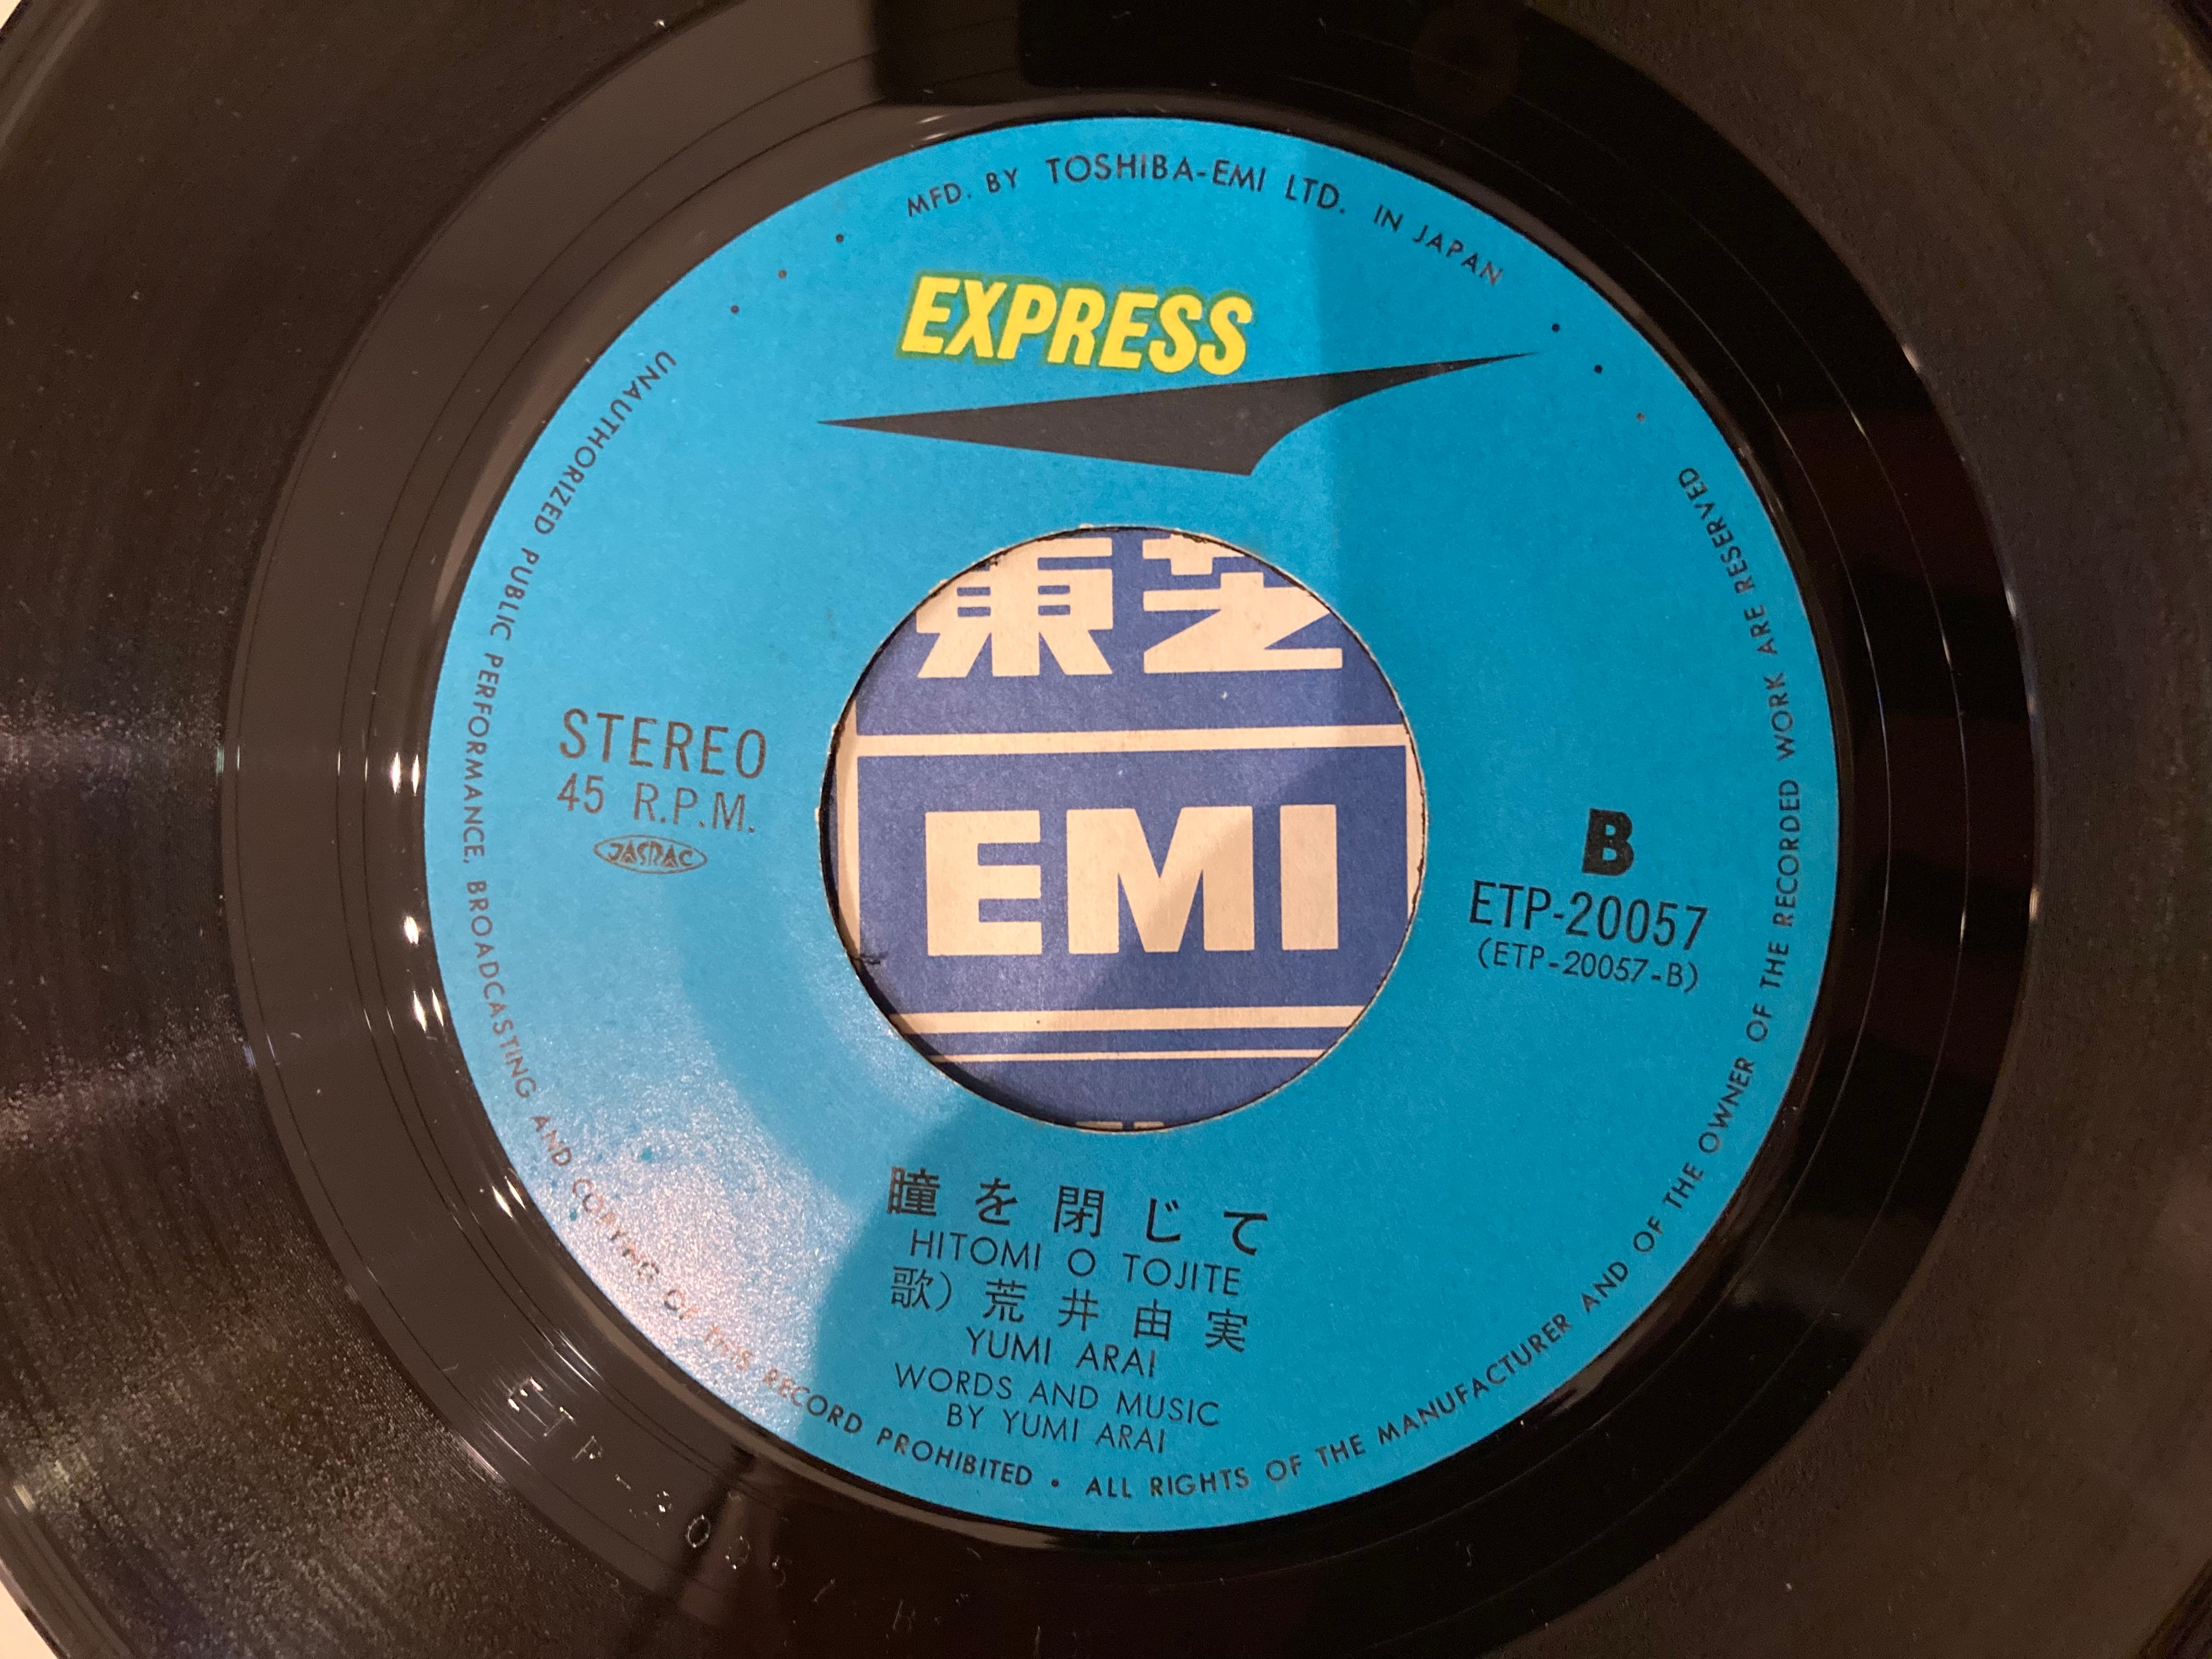 MFD. BY TOSHIBA-EMI LTD. IN JAPAN
EXPRESS
東芝
EMI
STEREO
45 R.P.M.
JASRAC
B
ETP-20057
(ETP-20057-B)
瞳を閉じて
HITOMI O TOJITE
歌) 荒井由実
YUMI ARAI
WORDS AND MUSIC
BY YUMI ARAI
UNAUTHORIZED PUBLIC PERFORMANCE, BROADCASTING AND COPYING OF THIS RECORD PROHIBITED • ALL RIGHTS OF THE MANUFACTURER AND OF THE OWNER OF THE RECORDED WORK ARE RESERVED
ETP-20057